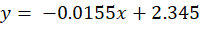 y = −0.0155x + 2.345